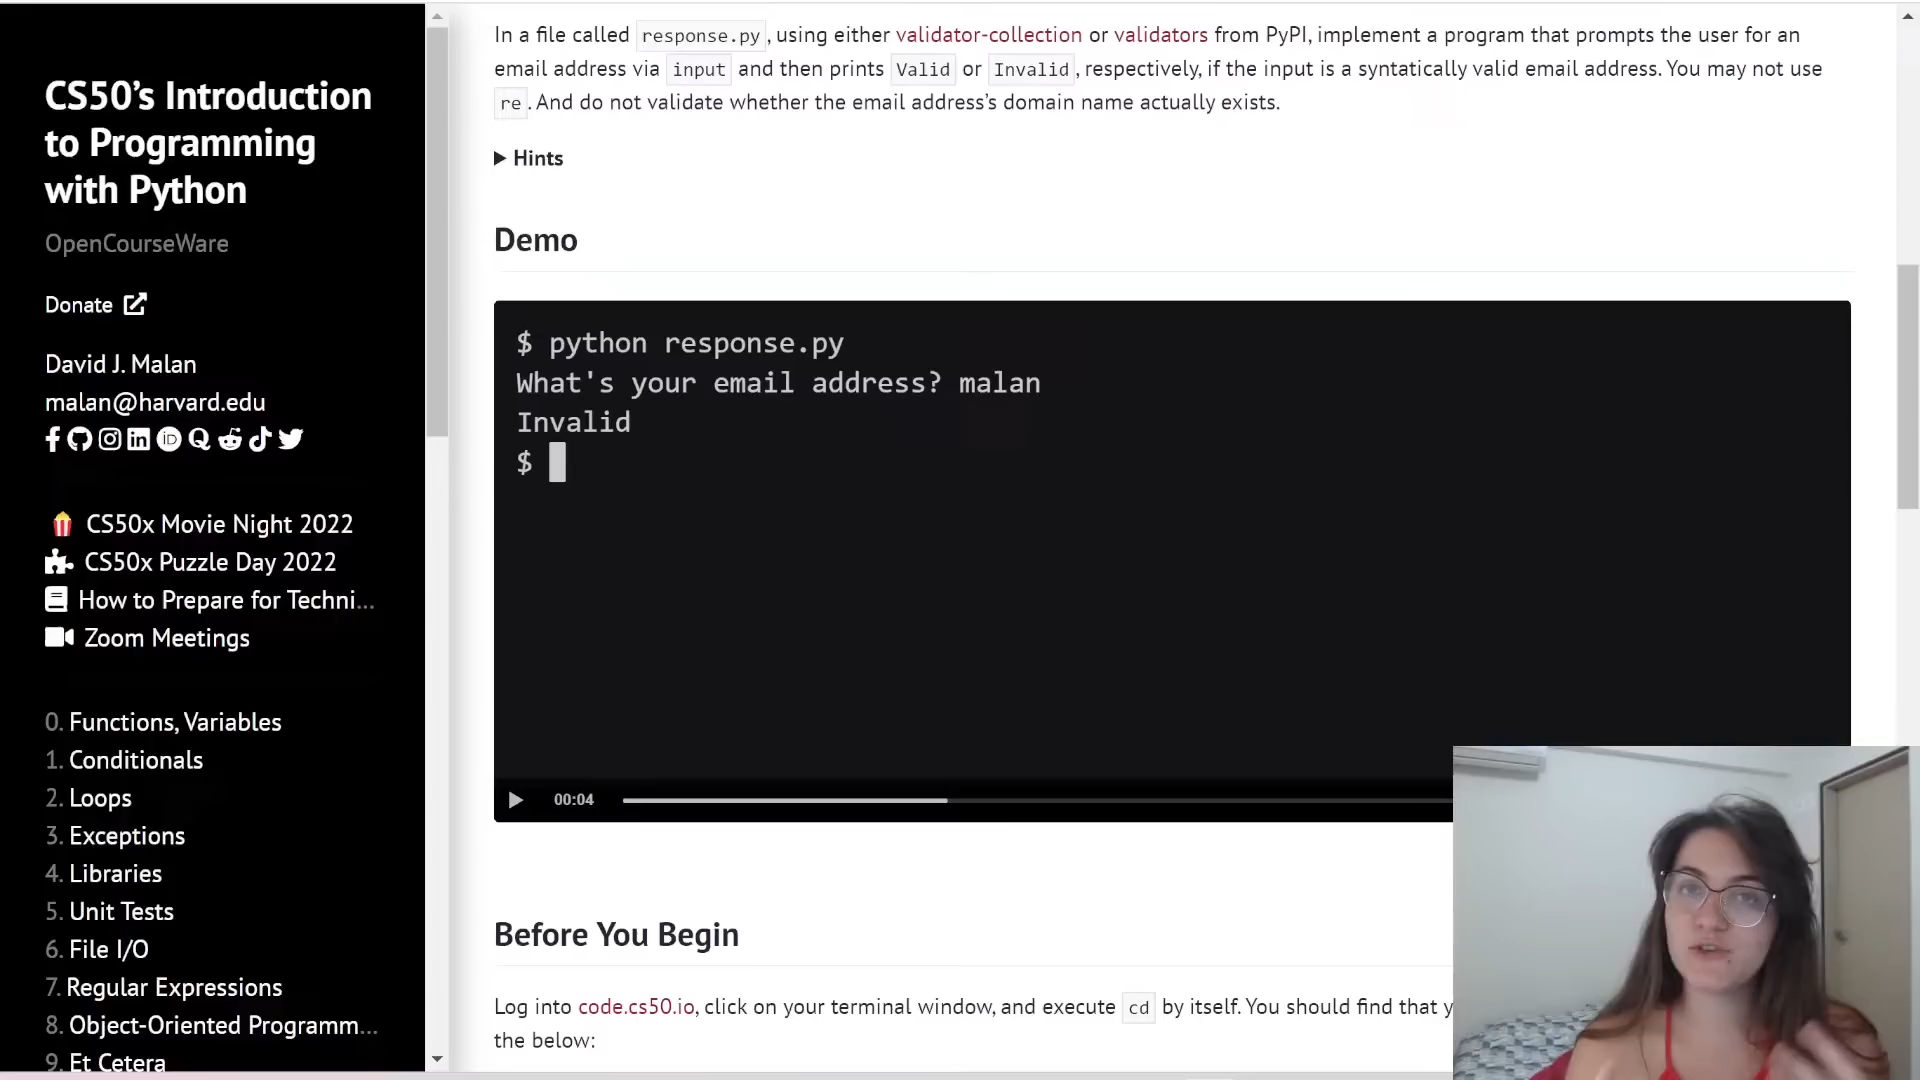 CS50’s Introduction
to Programming
with Python
OpenCourseWare
Donate
David J. Malan
malan@harvard.edu
CS50x Movie Night 2022
CS50x Puzzle Day 2022
How to Prepare for Techni...
Zoom Meetings
0. Functions, Variables
1. Conditionals
2. Loops
3. Exceptions
4. Libraries
5. Unit Tests
6. File I/O
7. Regular Expressions
8. Object-Oriented Programm...
9. Et Cetera
In a file called response.py, using either validator-collection or validators from PyPI, implement a program that prompts the user for an
email address via input and then prints Valid or Invalid, respectively, if the input is a syntatically valid email address. You may not use
re. And do not validate whether the email address’s domain name actually exists.
Hints
Demo
$ python response.py
What's your email address? malan
Invalid
$
00:04
Before You Begin
Log into code.cs50.io, click on your terminal window, and execute cd by itself. You should find that y
the below: